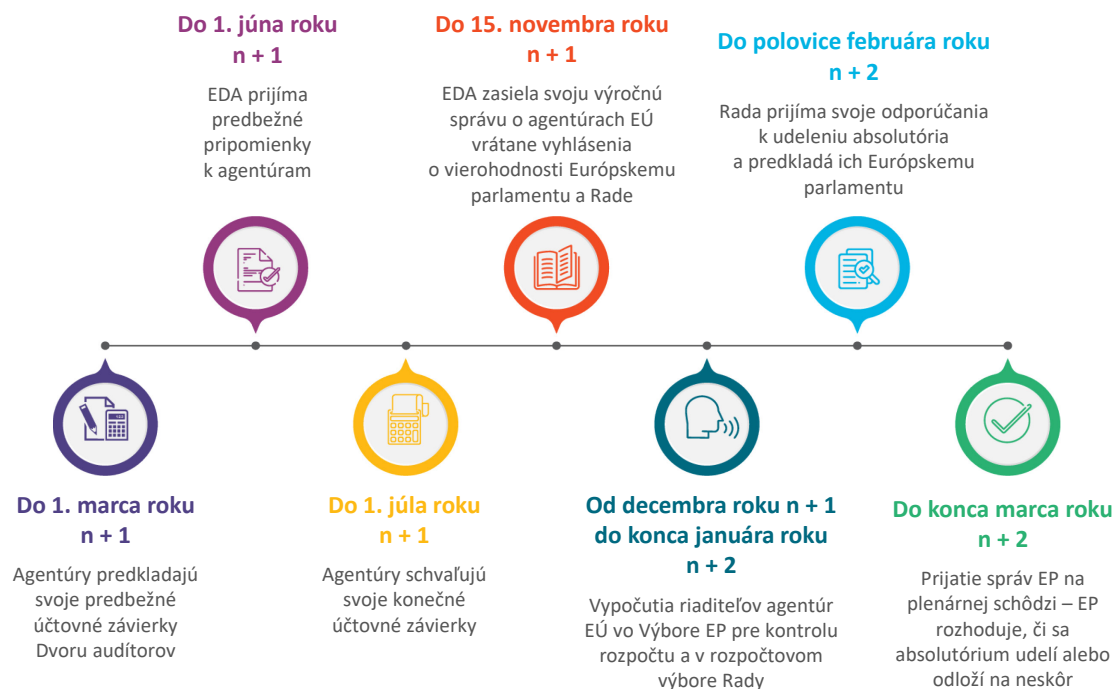 Do 1. júna roku
n + 1
EDA prijíma
predbežné
pripomienky
k agentúram
Do 15. novembra roku
n + 1
EDA zasiela svoju výročnú
správu o agentúrach EÚ
vrátane vyhlásenia
o vierohodnosti Európskemu
parlamentu a Rade
Do polovice februára roku
n + 2
Rada prijíma svoje odporúčania
k udeleniu absolutória
a predkladá ich Európskemu
parlamentu
Do 1. marca roku
n + 1
Agentúry predkladajú
svoje predbežné
účtovné závierky
Dvoru audítorov
Do 1. júla roku
n + 1
Agentúry schvaľujú
svoje konečné
účtovné závierky
Od decembra roku n + 1
do konca januára roku
n + 2
Vypočutia riaditeľov agentúr
EÚ vo Výbore EP pre kontrolu
rozpočtu a v rozpočtovom
výbore Rady
Do konca marca roku
n + 2
Prijatie správ EP na
plenárnej schôdzi – EP
rozhoduje, či sa
absolutórium udelí alebo
odloží na neskôr